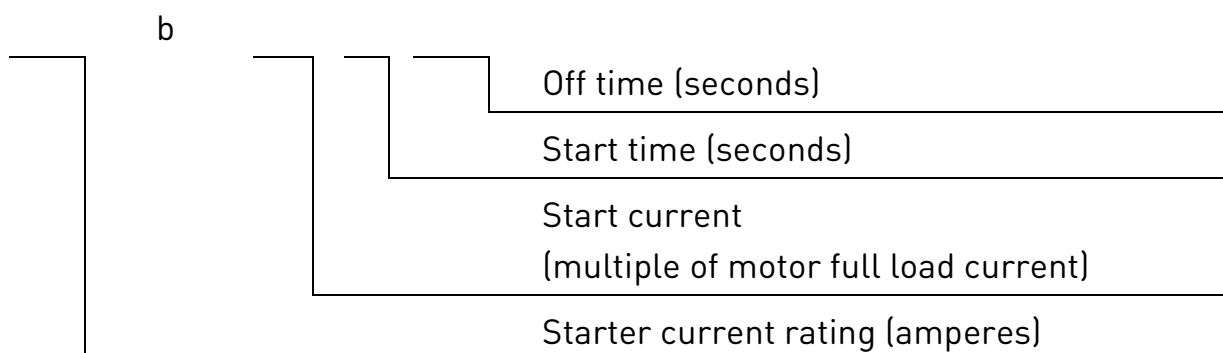 b
Off time (seconds)
Start time (seconds)
Start current
(multiple of motor full load current)
Starter current rating (amperes)